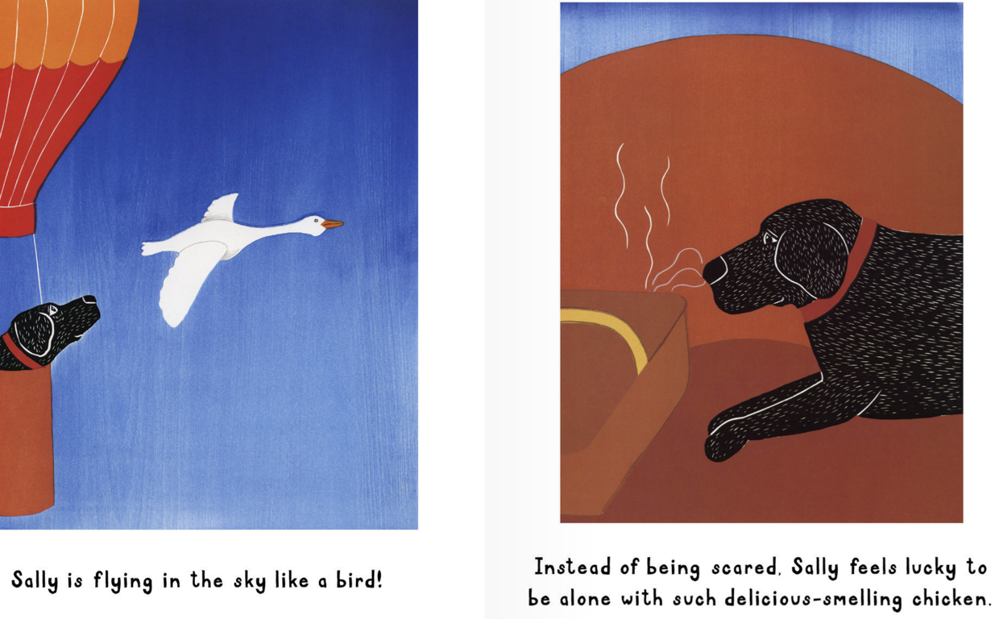 Sally is flying in the sky like a bird!
Instead of being scared, Sally feels lucky to
be alone with such delicious-smelling chicken.